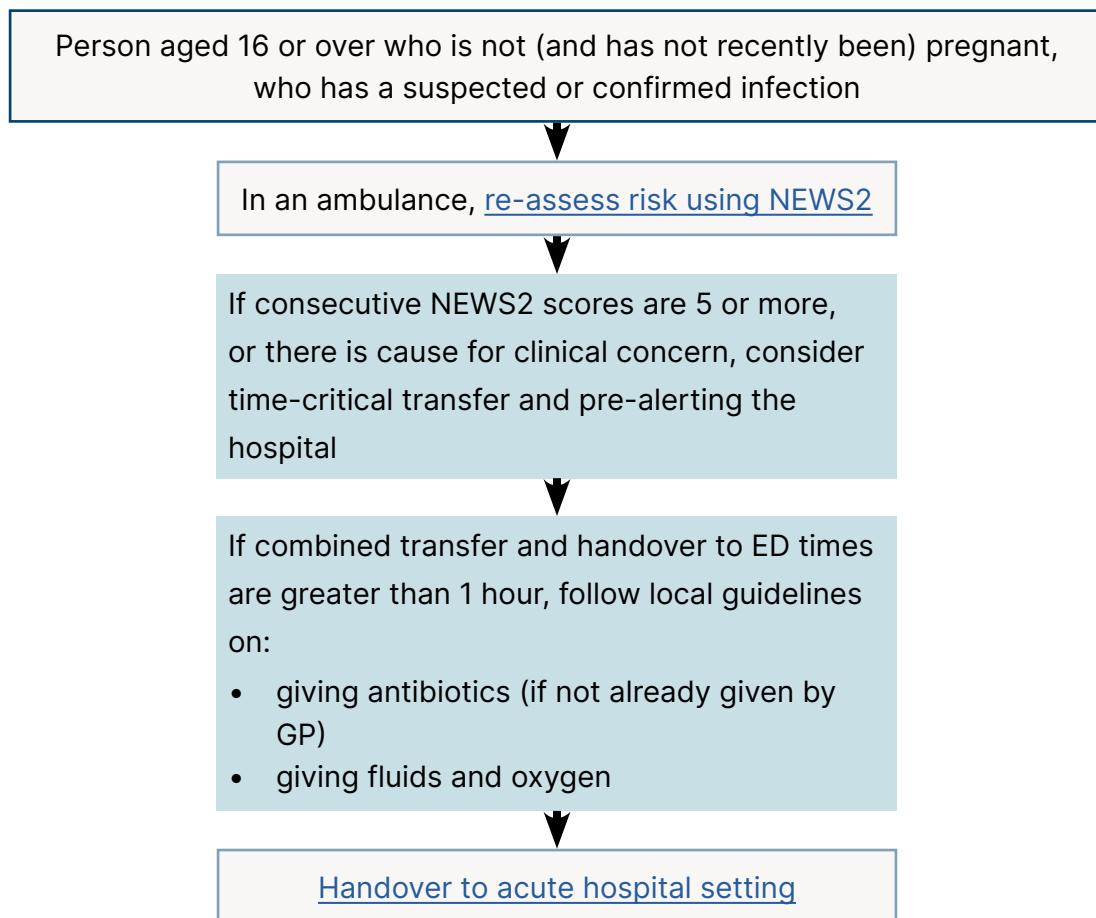 Person aged 16 or over who is not (and has not recently been) pregnant,
who has a suspected or confirmed infection
In an ambulance, re-assess risk using NEWS2
If consecutive NEWS2 scores are 5 or more,
or there is cause for clinical concern, consider
time-critical transfer and pre-alerting the
hospital
If combined transfer and handover to ED times
are greater than 1 hour, follow local guidelines
on:
• giving antibiotics (if not already given by
GP)
• giving fluids and oxygen
Handover to acute hospital setting